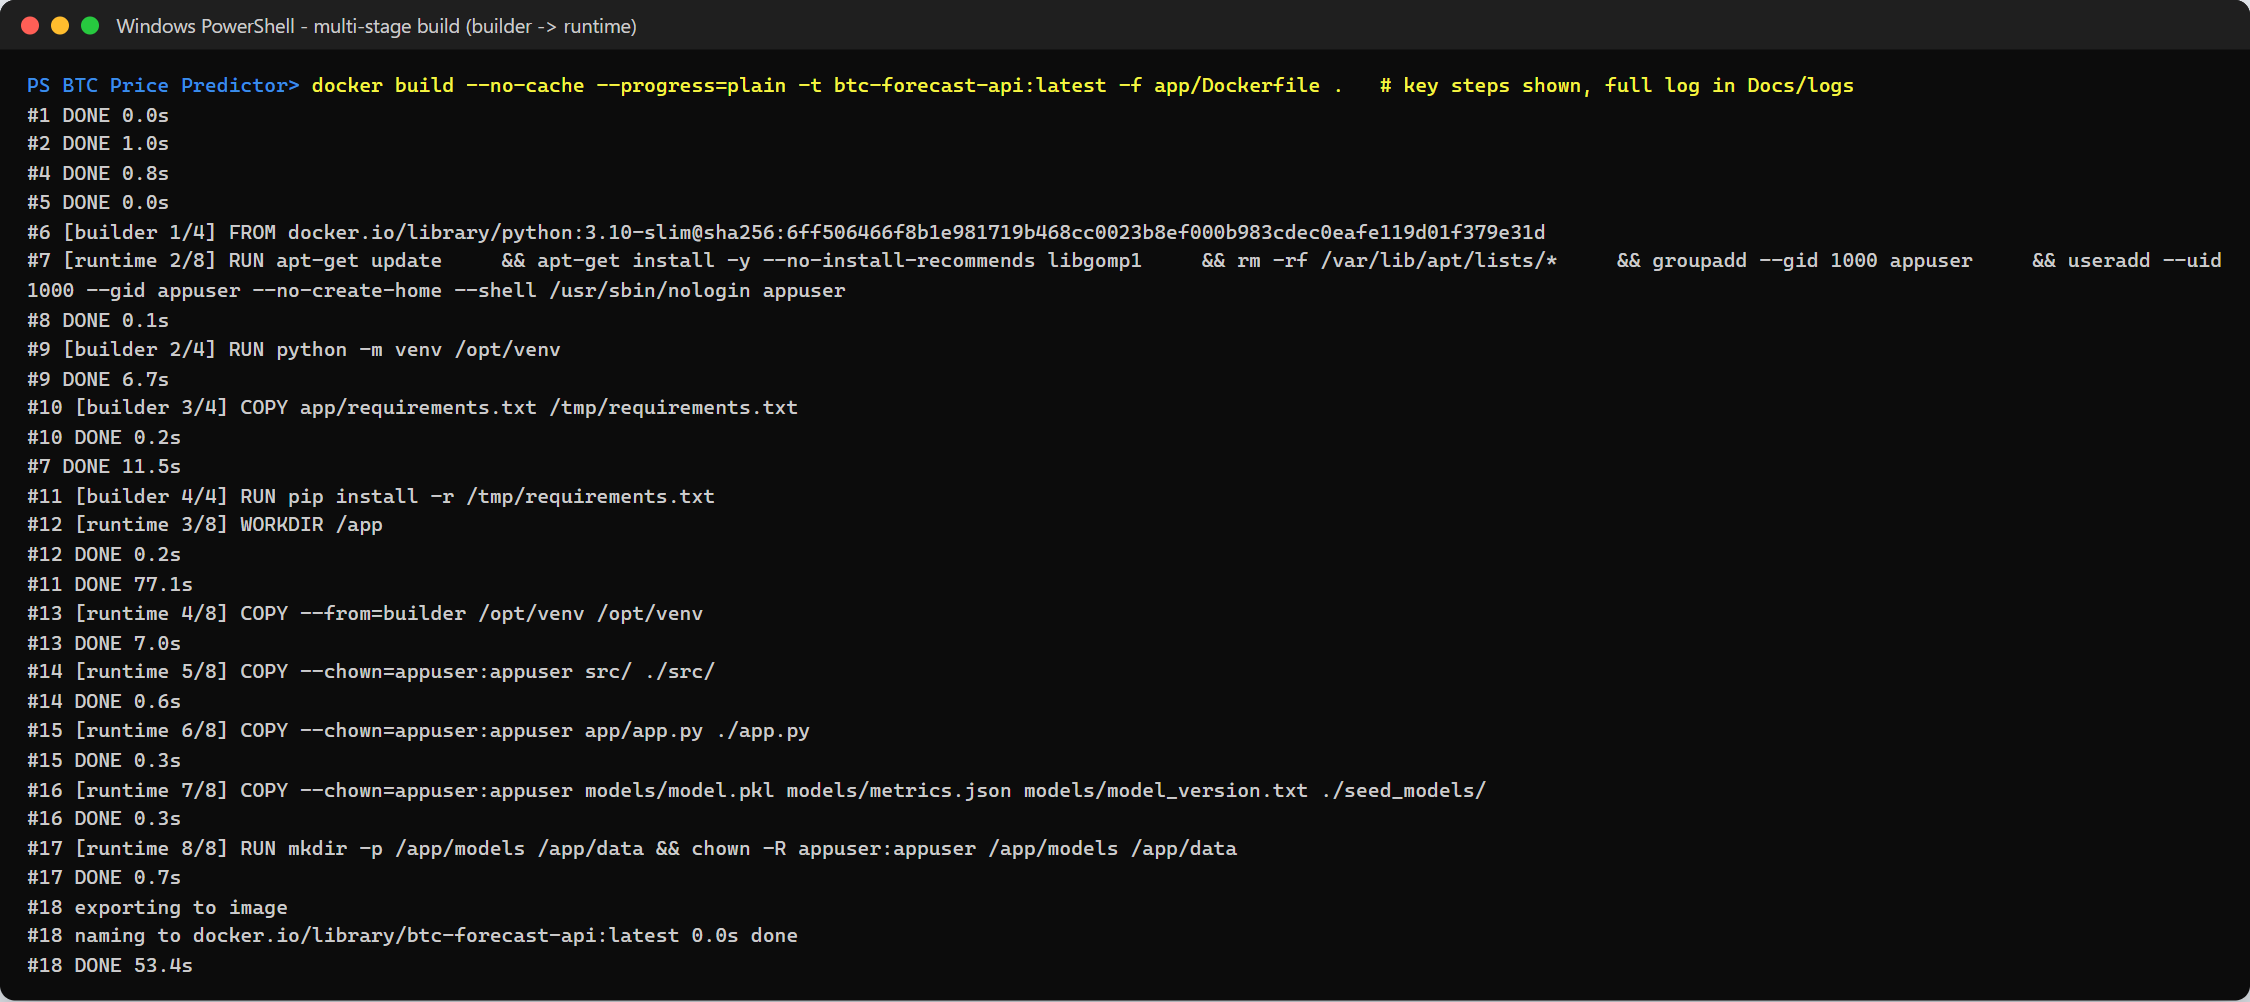 Windows PowerShell - multi-stage build (builder -> runtime)
PS BTC Price Predictor> docker build --no-cache --progress=plain -t btc-forecast-api:latest -f app/Dockerfile .   # key steps shown, full log in Docs/logs
#1 DONE 0.0s
#2 DONE 1.0s
#4 DONE 0.8s
#5 DONE 0.0s
#6 [builder 1/4] FROM docker.io/library/python:3.10-slim@sha256:6ff506466f8b1e981719b468cc0023b8ef000b983cdec0eafe119d01f379e31d
#7 [runtime 2/8] RUN apt-get update     && apt-get install -y --no-install-recommends libgomp1     && rm -rf /var/lib/apt/lists/*     && groupadd --gid 1000 appuser     && useradd --uid
1000 --gid appuser --no-create-home --shell /usr/sbin/nologin appuser
#8 DONE 0.1s
#9 [builder 2/4] RUN python -m venv /opt/venv
#9 DONE 6.7s
#10 [builder 3/4] COPY app/requirements.txt /tmp/requirements.txt
#10 DONE 0.2s
#7 DONE 11.5s
#11 [builder 4/4] RUN pip install -r /tmp/requirements.txt
#12 [runtime 3/8] WORKDIR /app
#12 DONE 0.2s
#11 DONE 77.1s
#13 [runtime 4/8] COPY --from=builder /opt/venv /opt/venv
#13 DONE 7.0s
#14 [runtime 5/8] COPY --chown=appuser:appuser src/ ./src/
#14 DONE 0.6s
#15 [runtime 6/8] COPY --chown=appuser:appuser app/app.py ./app.py
#15 DONE 0.3s
#16 [runtime 7/8] COPY --chown=appuser:appuser models/model.pkl models/metrics.json models/model_version.txt ./seed_models/
#16 DONE 0.3s
#17 [runtime 8/8] RUN mkdir -p /app/models /app/data && chown -R appuser:appuser /app/models /app/data
#17 DONE 0.7s
#18 exporting to image
#18 naming to docker.io/library/btc-forecast-api:latest 0.0s done
#18 DONE 53.4s